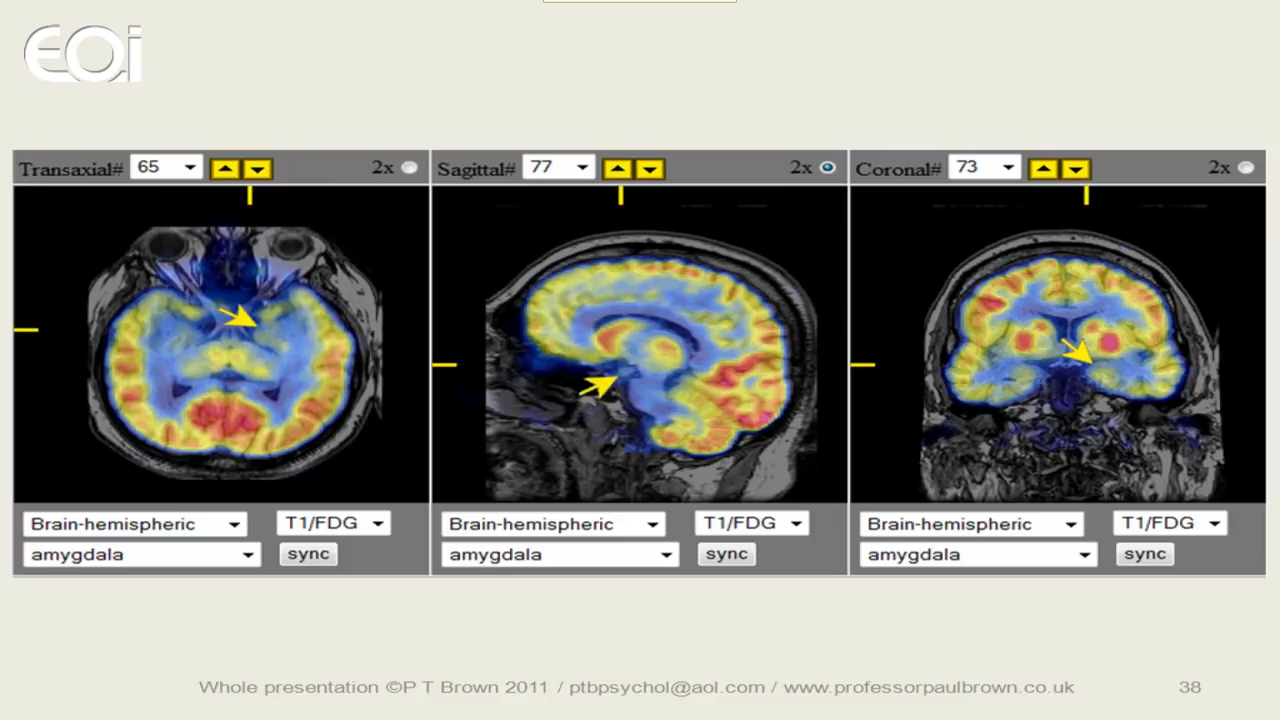 EQi
Transaxial# 65 2x
Sagittal# 77 2x
Coronal# 73 2x
Brain-hemispheric T1/FDG
amygdala sync
Brain-hemispheric T1/FDG
amygdala sync
Brain-hemispheric T1/FDG
amygdala sync
Whole presentation ©P T Brown 2011 / ptbpsychol@aol.com / www.professorpaulbrown.co.uk 38